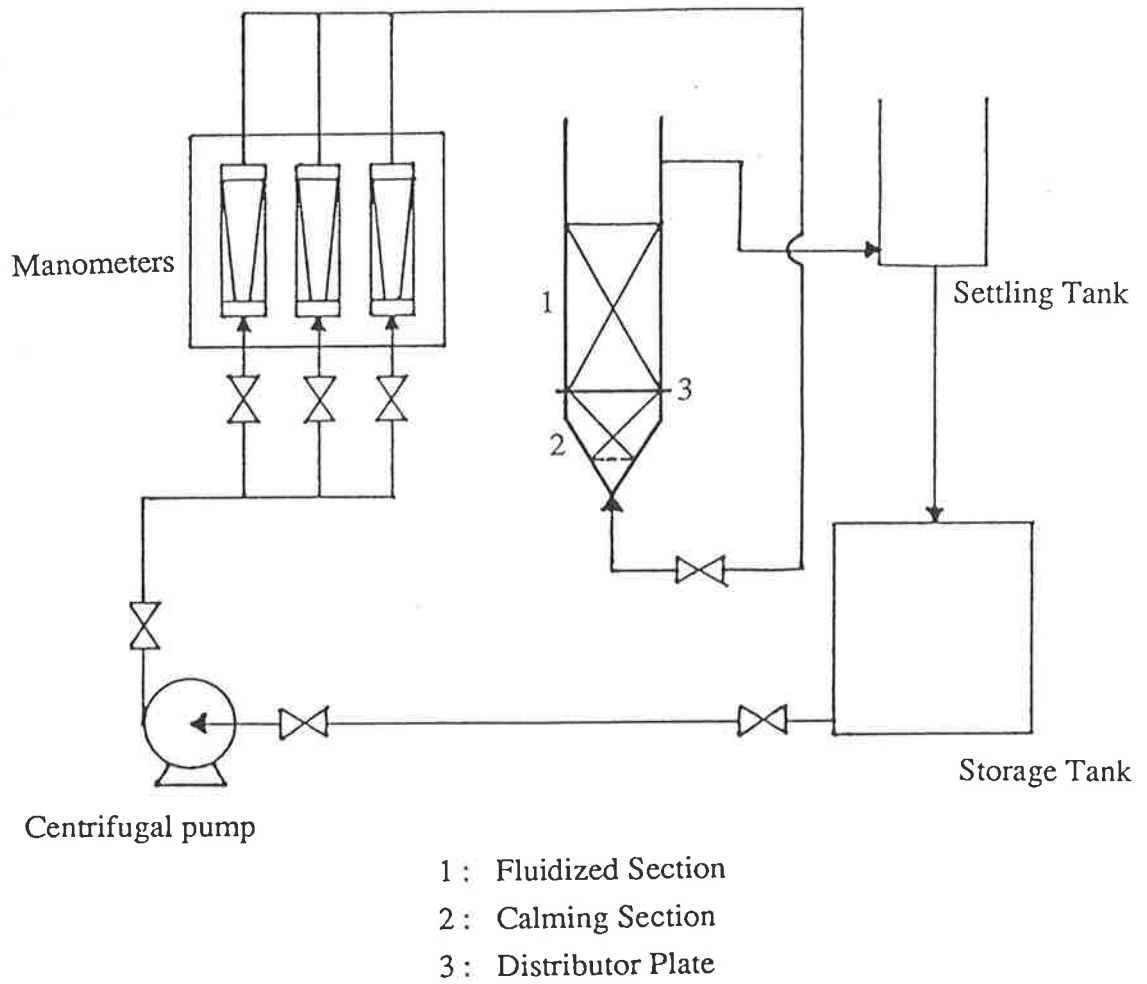 Manometers
1
2
3
Settling Tank
Storage Tank
Centrifugal pump
1 : Fluidized Section
2 : Calming Section
3 : Distributor Plate